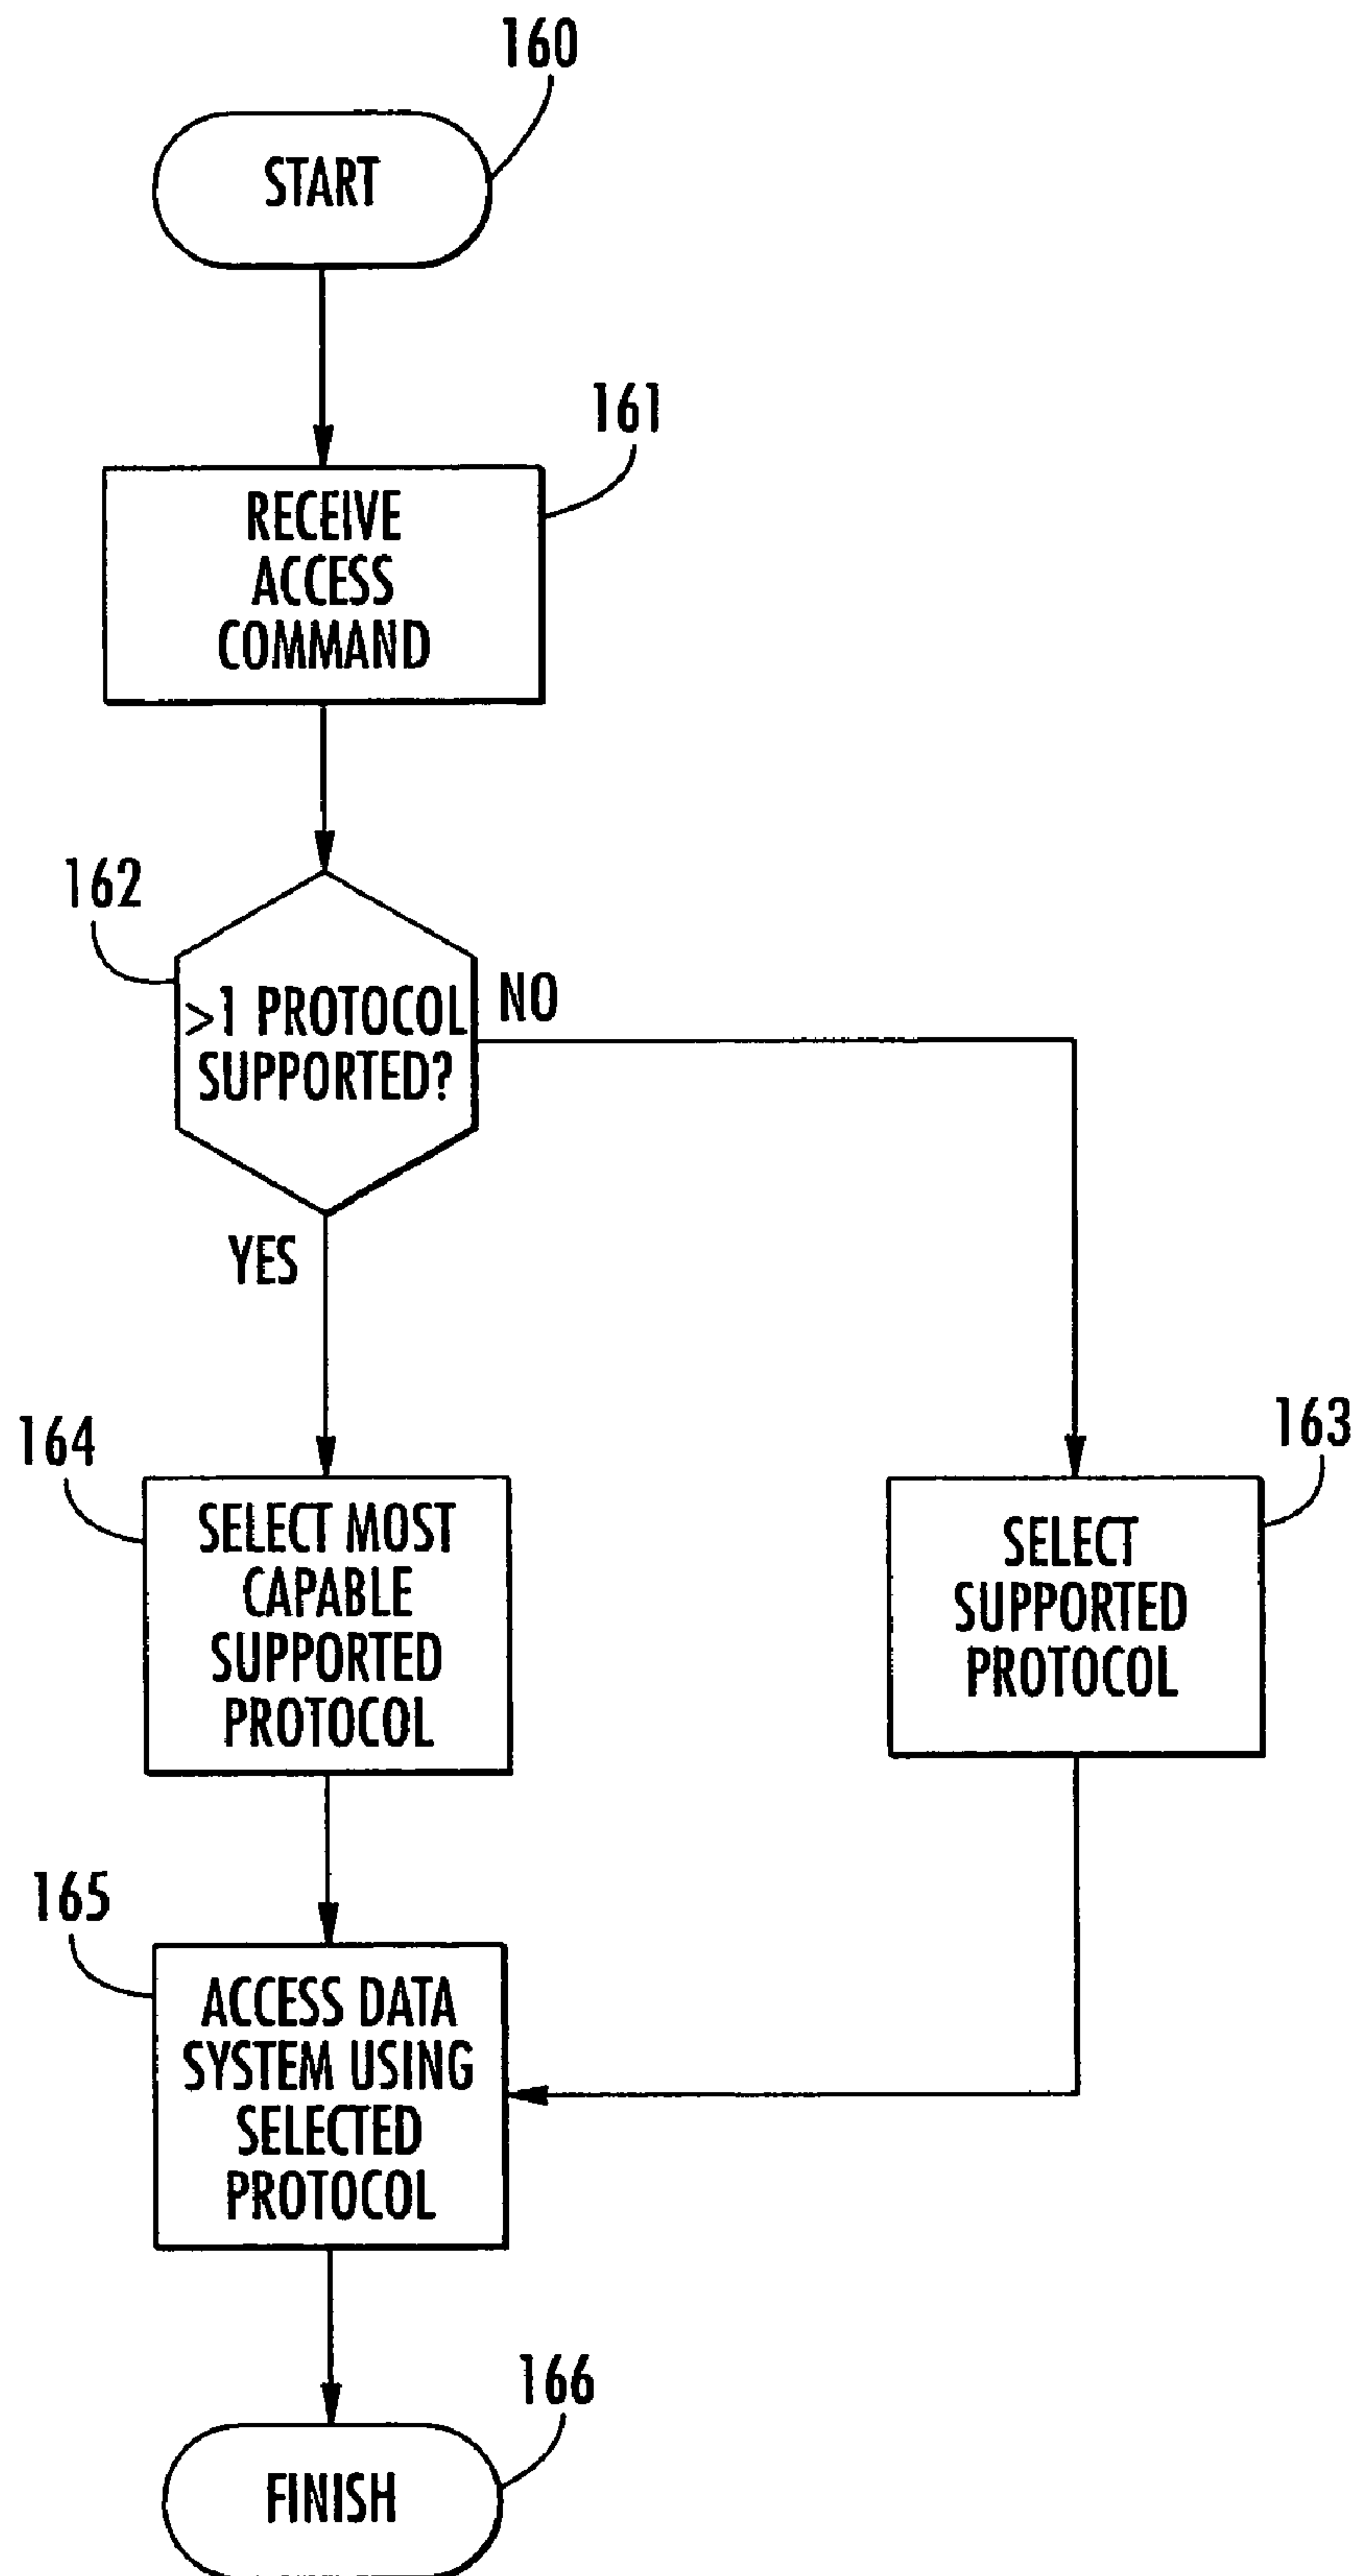 160
START
161
RECEIVE
ACCESS
COMMAND
162
>1 PROTOCOL
SUPPORTED?
NO
YES
164
SELECT MOST
CAPABLE
SUPPORTED
PROTOCOL
163
SELECT
SUPPORTED
PROTOCOL
165
ACCESS DATA
SYSTEM USING
SELECTED
PROTOCOL
166
FINISH